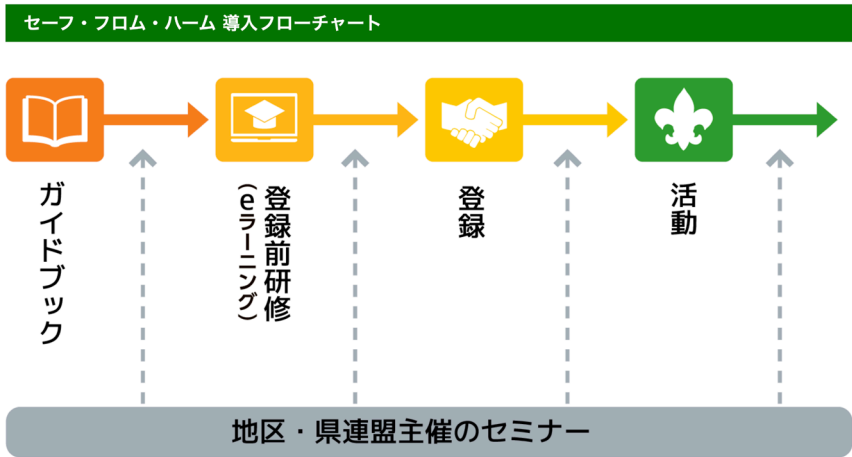 セーフ・フロム・ハーム 導入フローチャート
ガイドブック
登録前研修
(eラーニング)
登録
活動
地区・県連盟主催のセミナー